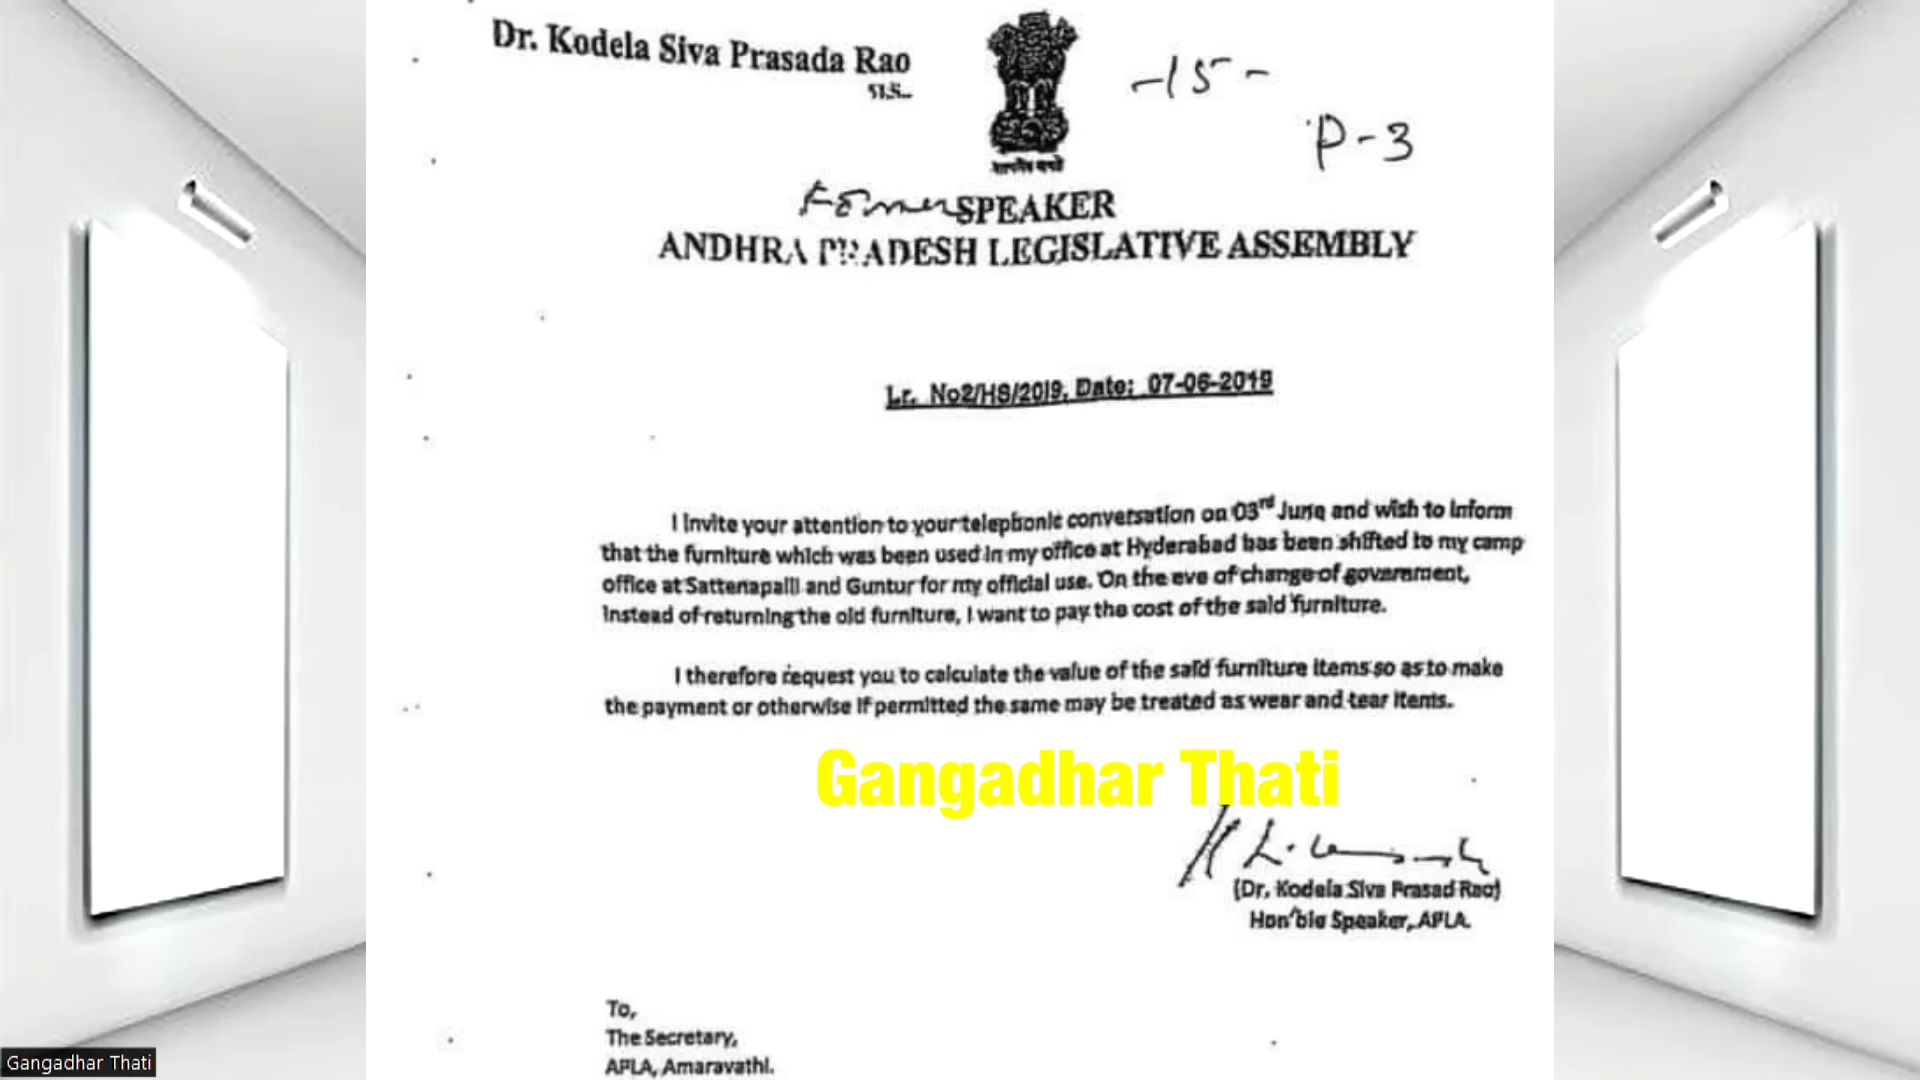 Dr. Kodela Siva Prasada Rao
M.S.,
-15-
P-3
सत्यमेव जयते
Former SPEAKER
ANDHRA PRADESH LEGISLATIVE ASSEMBLY
Lr. No2/HS/2019, Date: 07-06-2019
I invite your attention to your telephonic conversation on 03rd June and wish to inform
that the furniture which was been used in my office at Hyderabad has been shifted to my camp
office at Sattenapalli and Guntur for my official use. On the eve of change of government,
instead of returning the old furniture, I want to pay the cost of the said furniture.
I therefore request you to calculate the value of the said furniture items so as to make
the payment or otherwise if permitted the same may be treated as wear and tear items.
Gangadhar Thati
(Dr. Kodela Siva Prasad Rao)
Hon'ble Speaker, APLA.
To,
The Secretary,
APLA, Amaravathi.
Gangadhar Thati